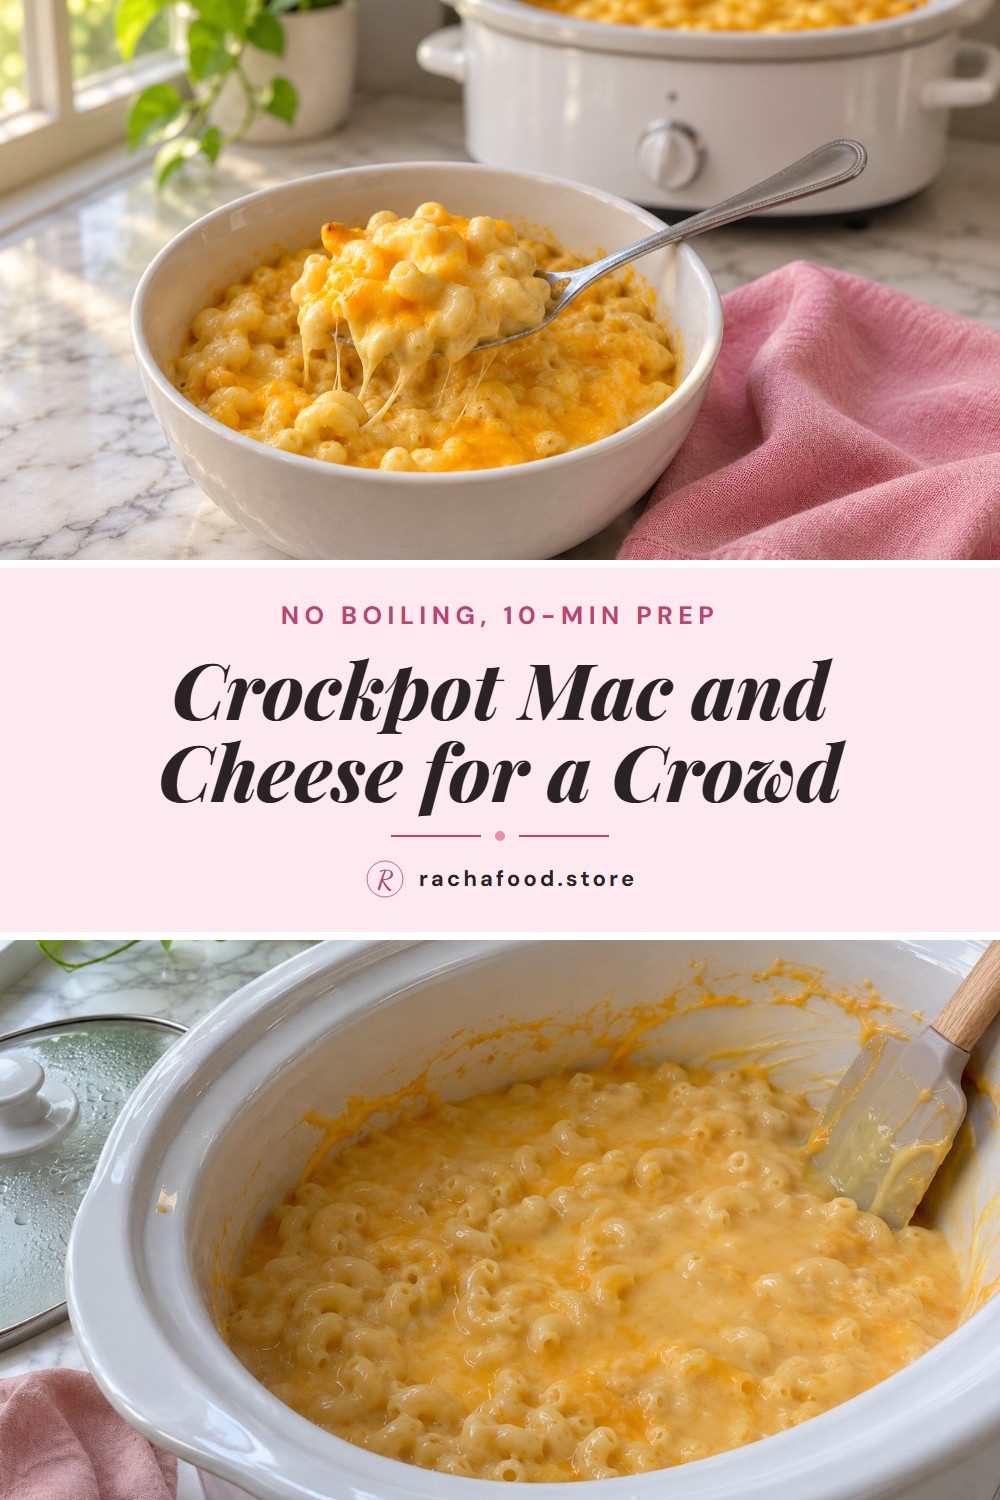 NO BOILING, 10-MIN PREP
Crockpot Mac and
Cheese for a Crowd
R rachafood.store